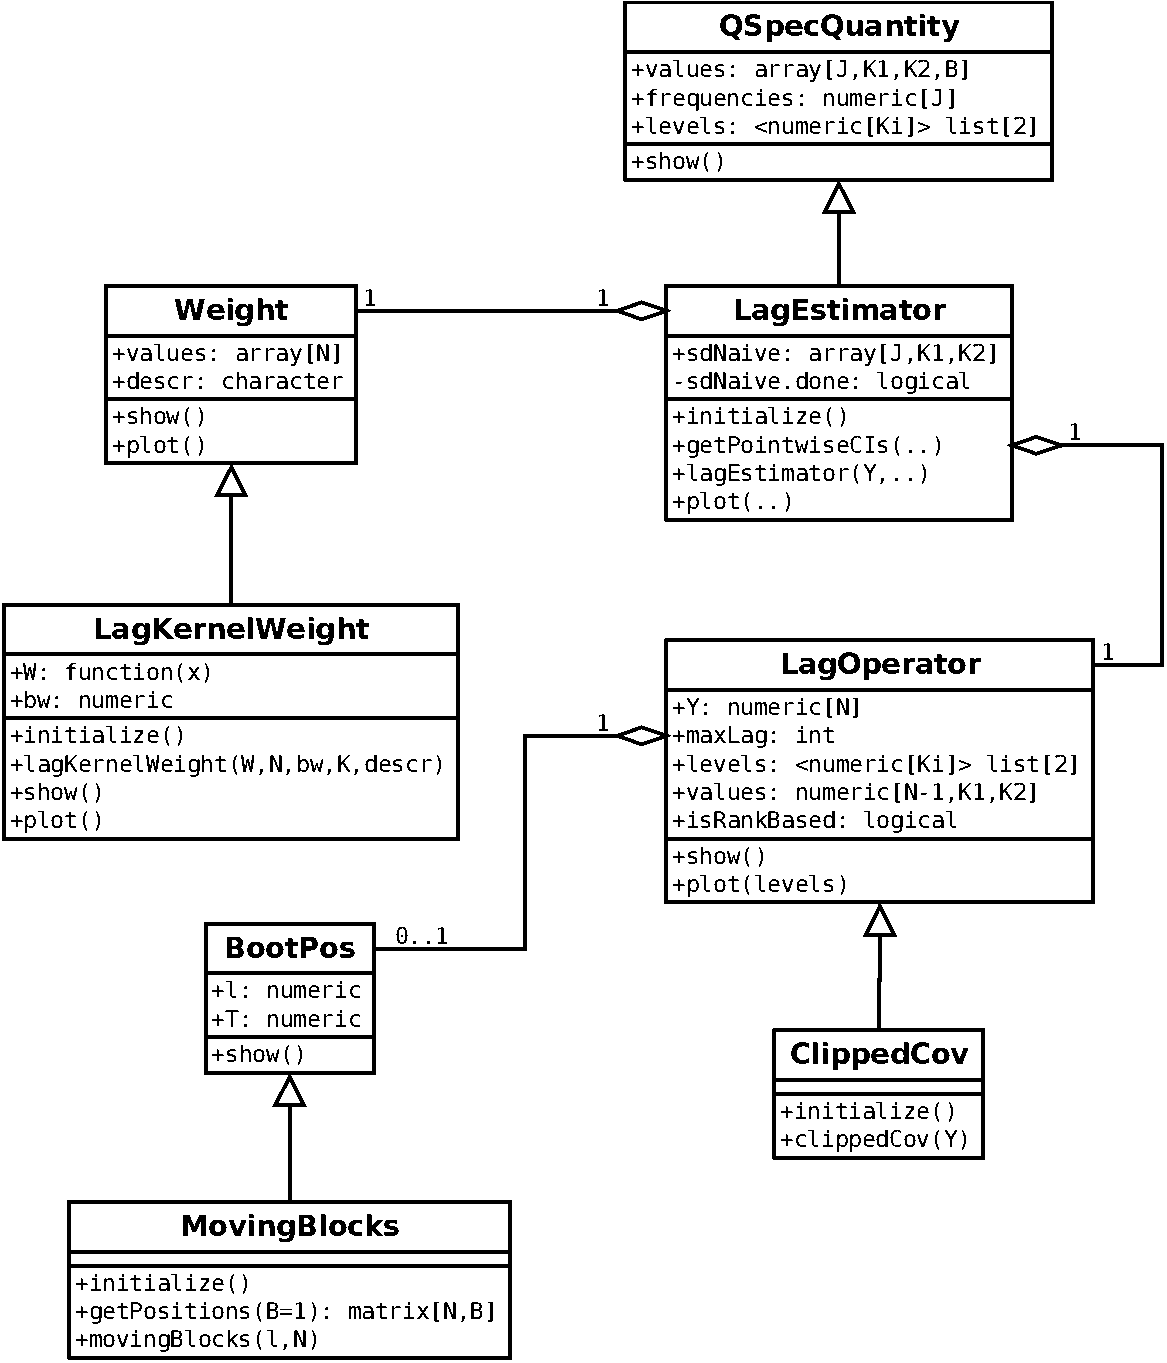 QSpecQuantity
+values: array[J,K1,K2,B]
+frequencies: numeric[J]
+levels: <numeric[Ki]> list[2]
+show()
Weight
+values: array[N]
+descr: character
+show()
+plot()
1
1
LagEstimator
+sdNaive: array[J,K1,K2]
-sdNaive.done: logical
+initialize()
+getPointwiseCIs(..)
+lagEstimator(Y,..)
+plot(..)
1
LagKernelWeight
+W: function(x)
+bw: numeric
+initialize()
+lagKernelWeight(W,N,bw,K,descr)
+show()
+plot()
1
LagOperator
+Y: numeric[N]
+maxLag: int
+levels: <numeric[Ki]> list[2]
+values: numeric[N-1,K1,K2]
+isRankBased: logical
+show()
+plot(levels)
1
BootPos
+l: numeric
+T: numeric
+show()
0..1
ClippedCov
+initialize()
+clippedCov(Y)
MovingBlocks
+initialize()
+getPositions(B=1): matrix[N,B]
+movingBlocks(l,N)